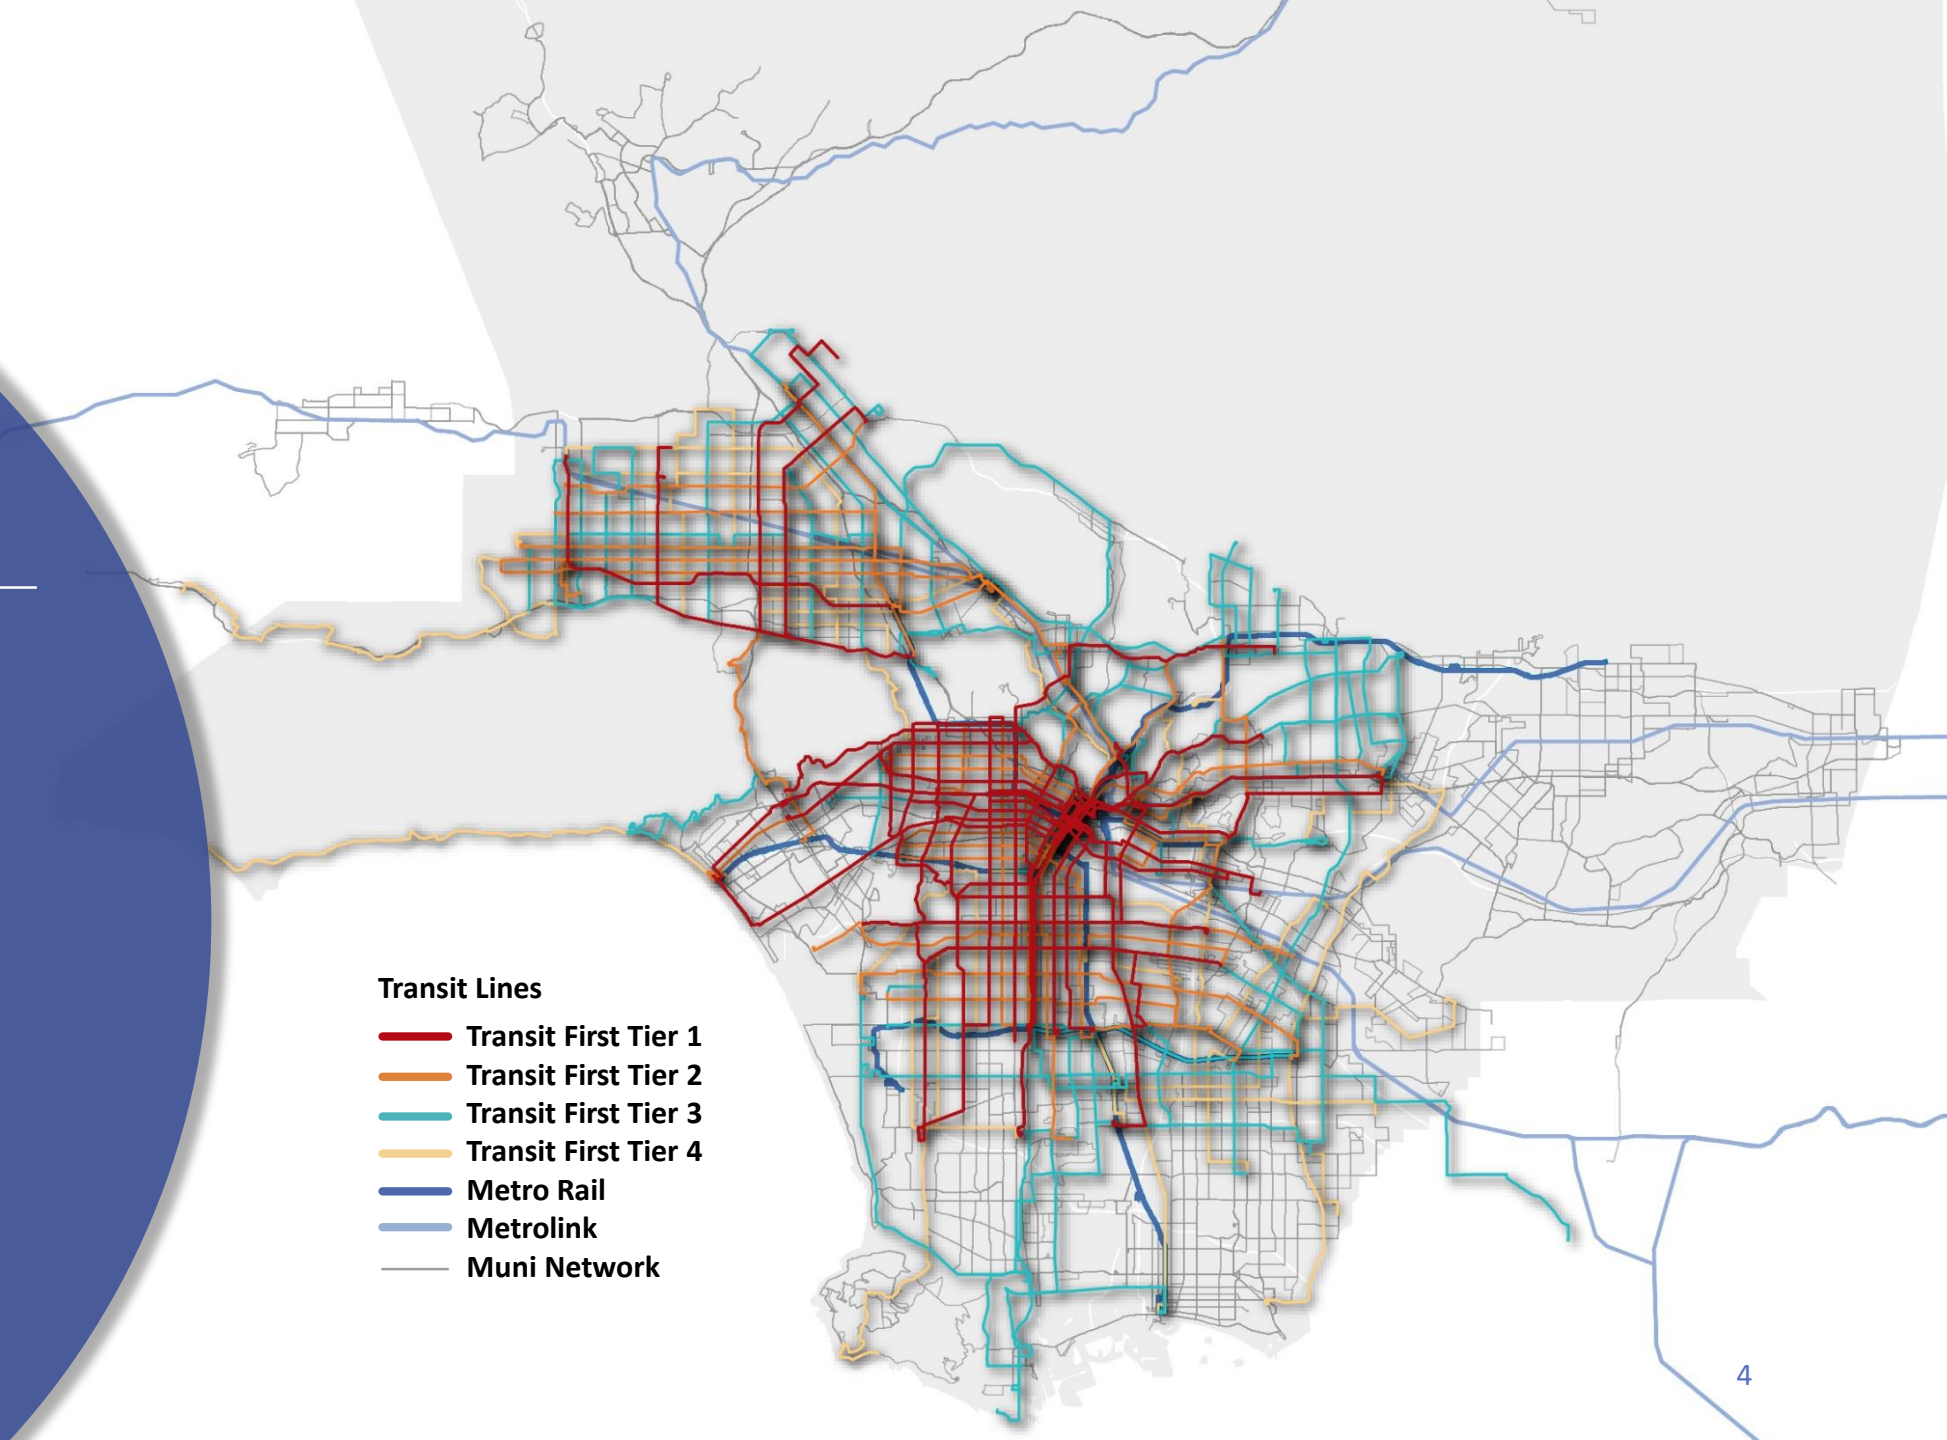 Transit Lines
Transit First Tier 1
Transit First Tier 2
Transit First Tier 3
Transit First Tier 4
Metro Rail
Metrolink
Muni Network
4